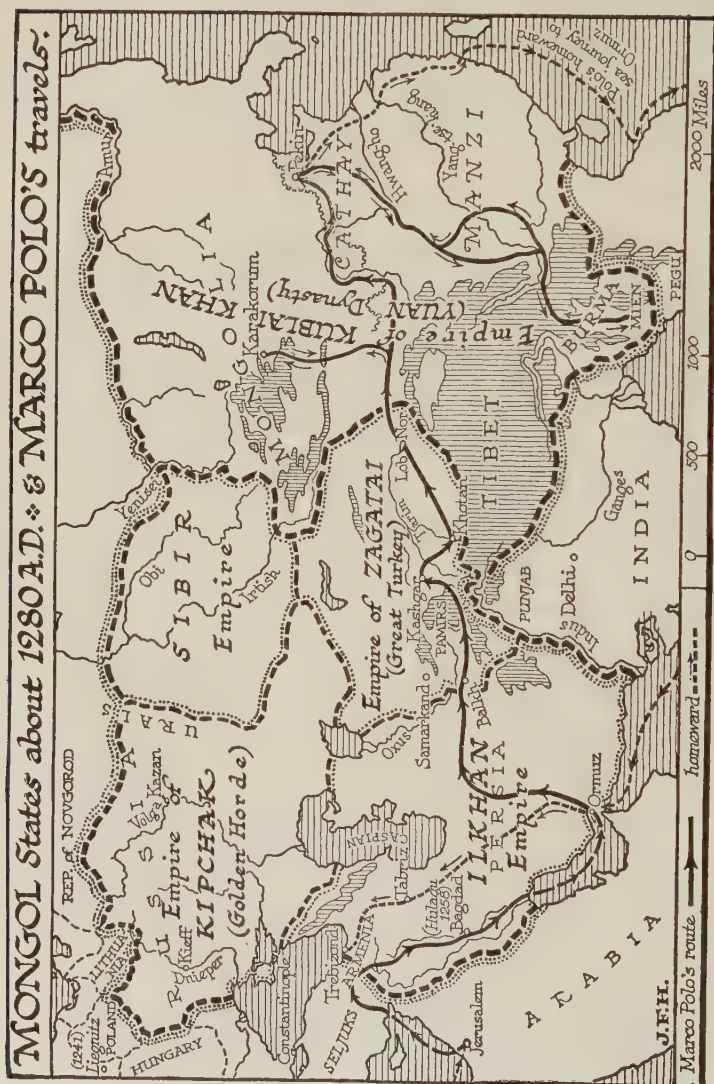 MONGOL States about 1280 A.D. & MARCO POLO'S travels.
REP. of NOVGOROD
(1241)
Liegnitz
POLAND
LITHUANIA
HUNGARY
RUSSIA
Kieff
Dnieper
Volga
Kazan
Empire of
KIPCHAK
(Golden Horde)
URALS
SIBIR
Empire
Obi
Irtish
Yenisei
Amur
MONGOLIA
Karakorum
Empire of
KUBLAI KHAN
(YUAN Dynasty)
Pekin
CATHAY
Hwangho
Yang tse-kiang
MANZI
Polo's homeward
sea journey to
Ormuz
Constantinople
SELJUKS
Trebizond
ARMENIA
Tabriz
CASPIAN
(Hulagu
1258)
Bagdad
Jerusalem
ILKHAN
PERSIA
Empire
Ormuz
ARABIA
Oxus
Samarkand
Balkh
Empire of ZAGATAI
(Great Turkey)
Kashgar
PAMIRS
Tarim
Khotan
Lob Nor
TIBET
PUNJAB
Indus
Delhi
Ganges
INDIA
BURMA
MIEN
PEGU
J.F.H.
Marco Polo's route
homeward
0
500
1000
2000 Miles